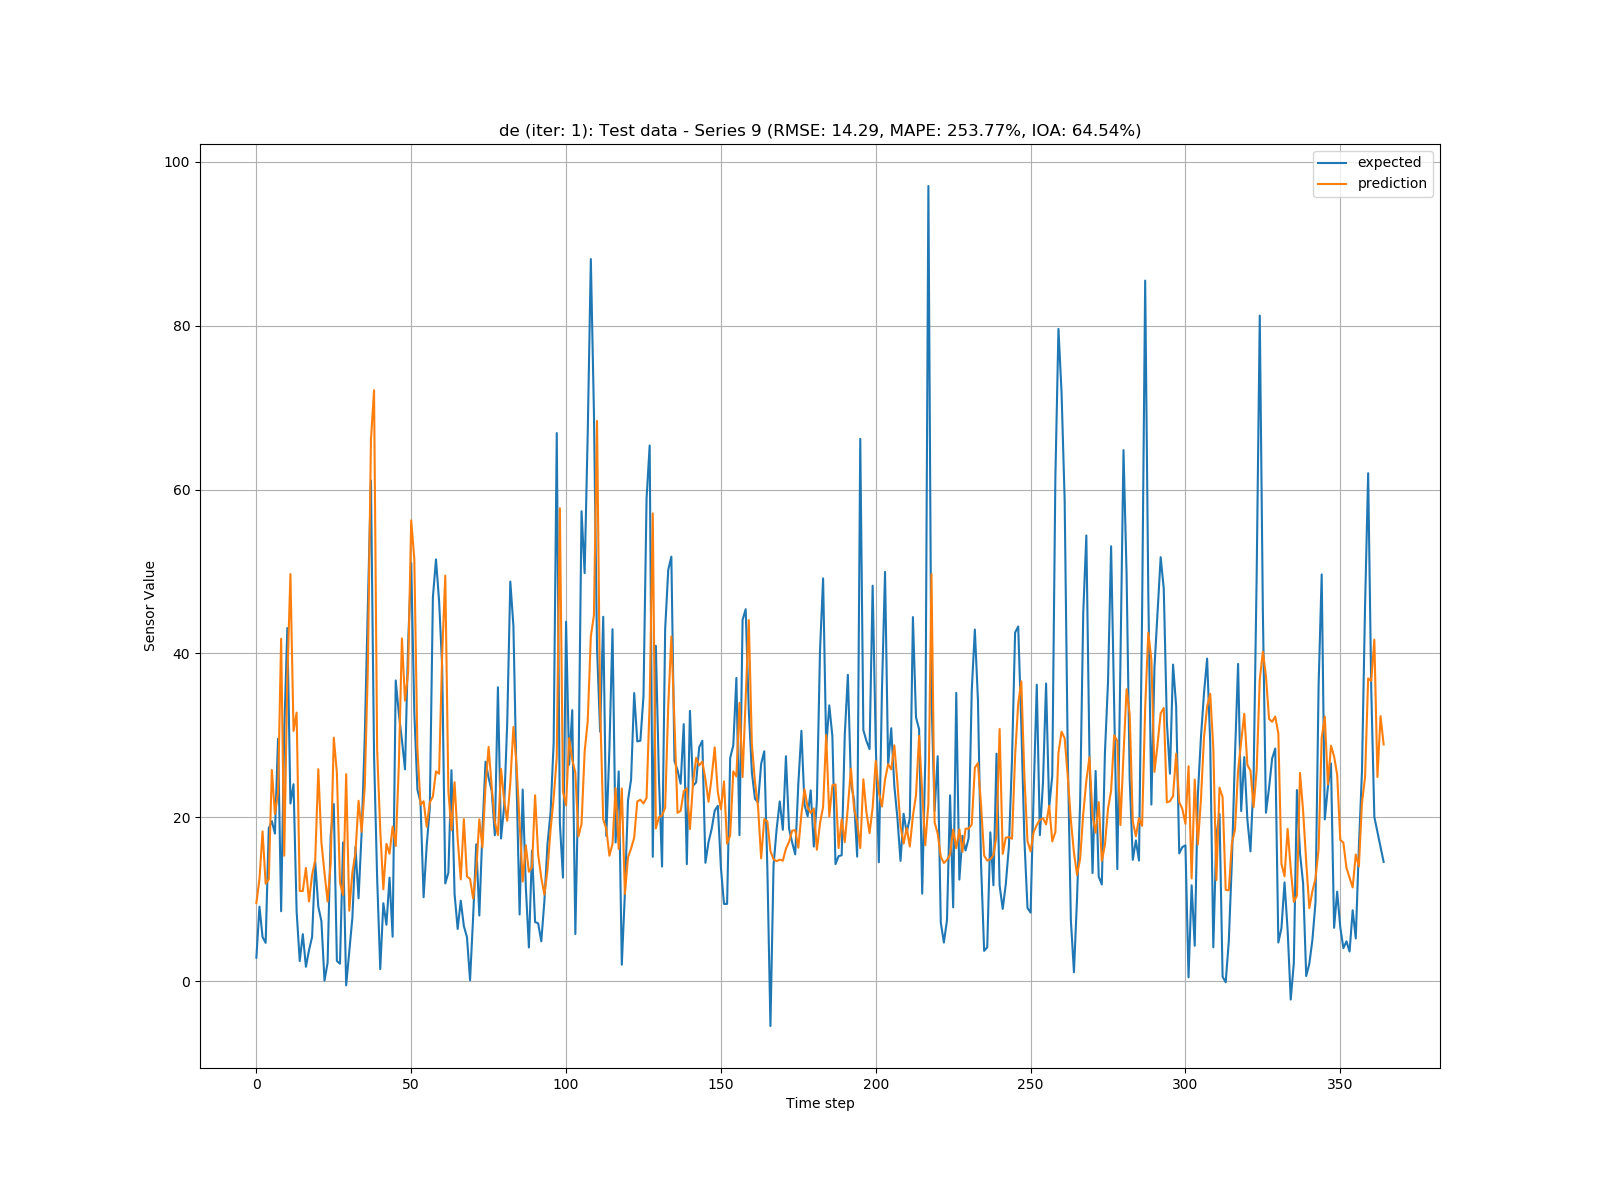 de (iter: 1): Test data - Series 9 (RMSE: 14.29, MAPE: 253.77%, IOA: 64.54%)
expected
prediction
100
80
60
40
20
0
Sensor Value
0 50 100 150 200 250 300 350
Time step